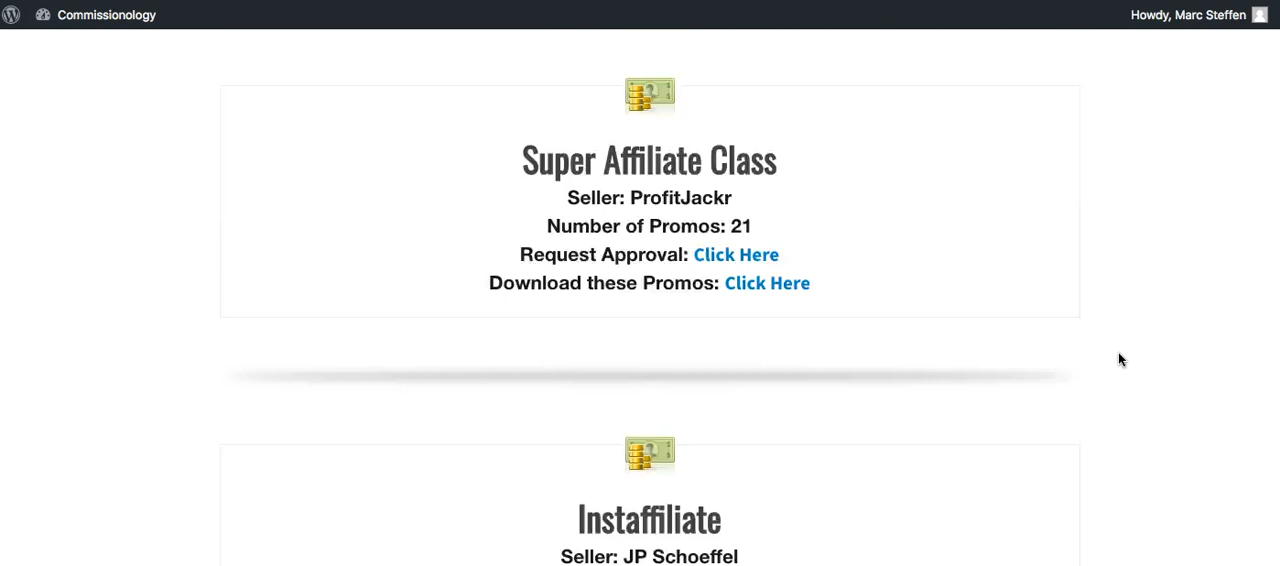 Commissionology
Howdy, Marc Steffen
Super Affiliate Class
Seller: ProfitJackr
Number of Promos: 21
Request Approval: Click Here
Download these Promos: Click Here
Instaffiliate
Seller: JP Schoeffel